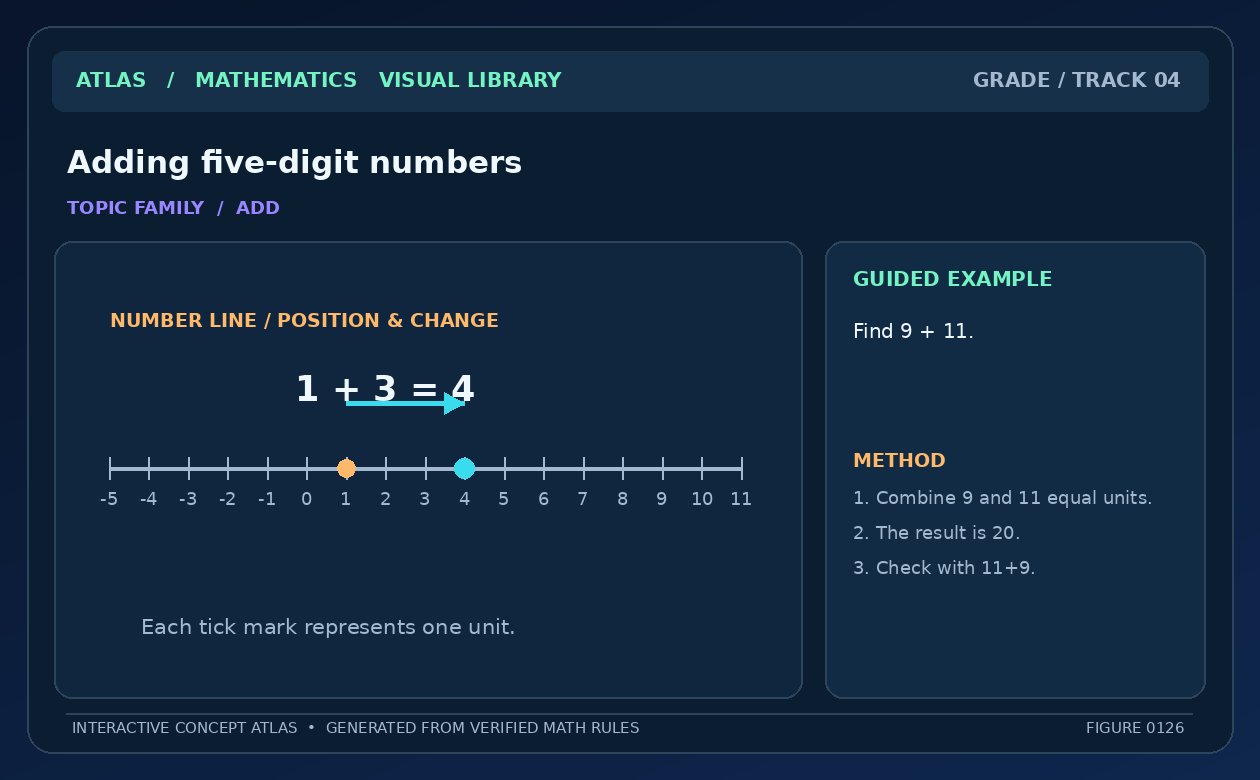 ATLAS / MATHEMATICS VISUAL LIBRARY
GRADE / TRACK 04
Adding five-digit numbers
TOPIC FAMILY / ADD
NUMBER LINE / POSITION & CHANGE
1 + 3 = 4
-5 -4 -3 -2 -1 0 1 2 3 4 5 6 7 8 9 10 11
Each tick mark represents one unit.
GUIDED EXAMPLE
Find 9 + 11.
METHOD
1. Combine 9 and 11 equal units.
2. The result is 20.
3. Check with 11+9.
INTERACTIVE CONCEPT ATLAS • GENERATED FROM VERIFIED MATH RULES
FIGURE 0126